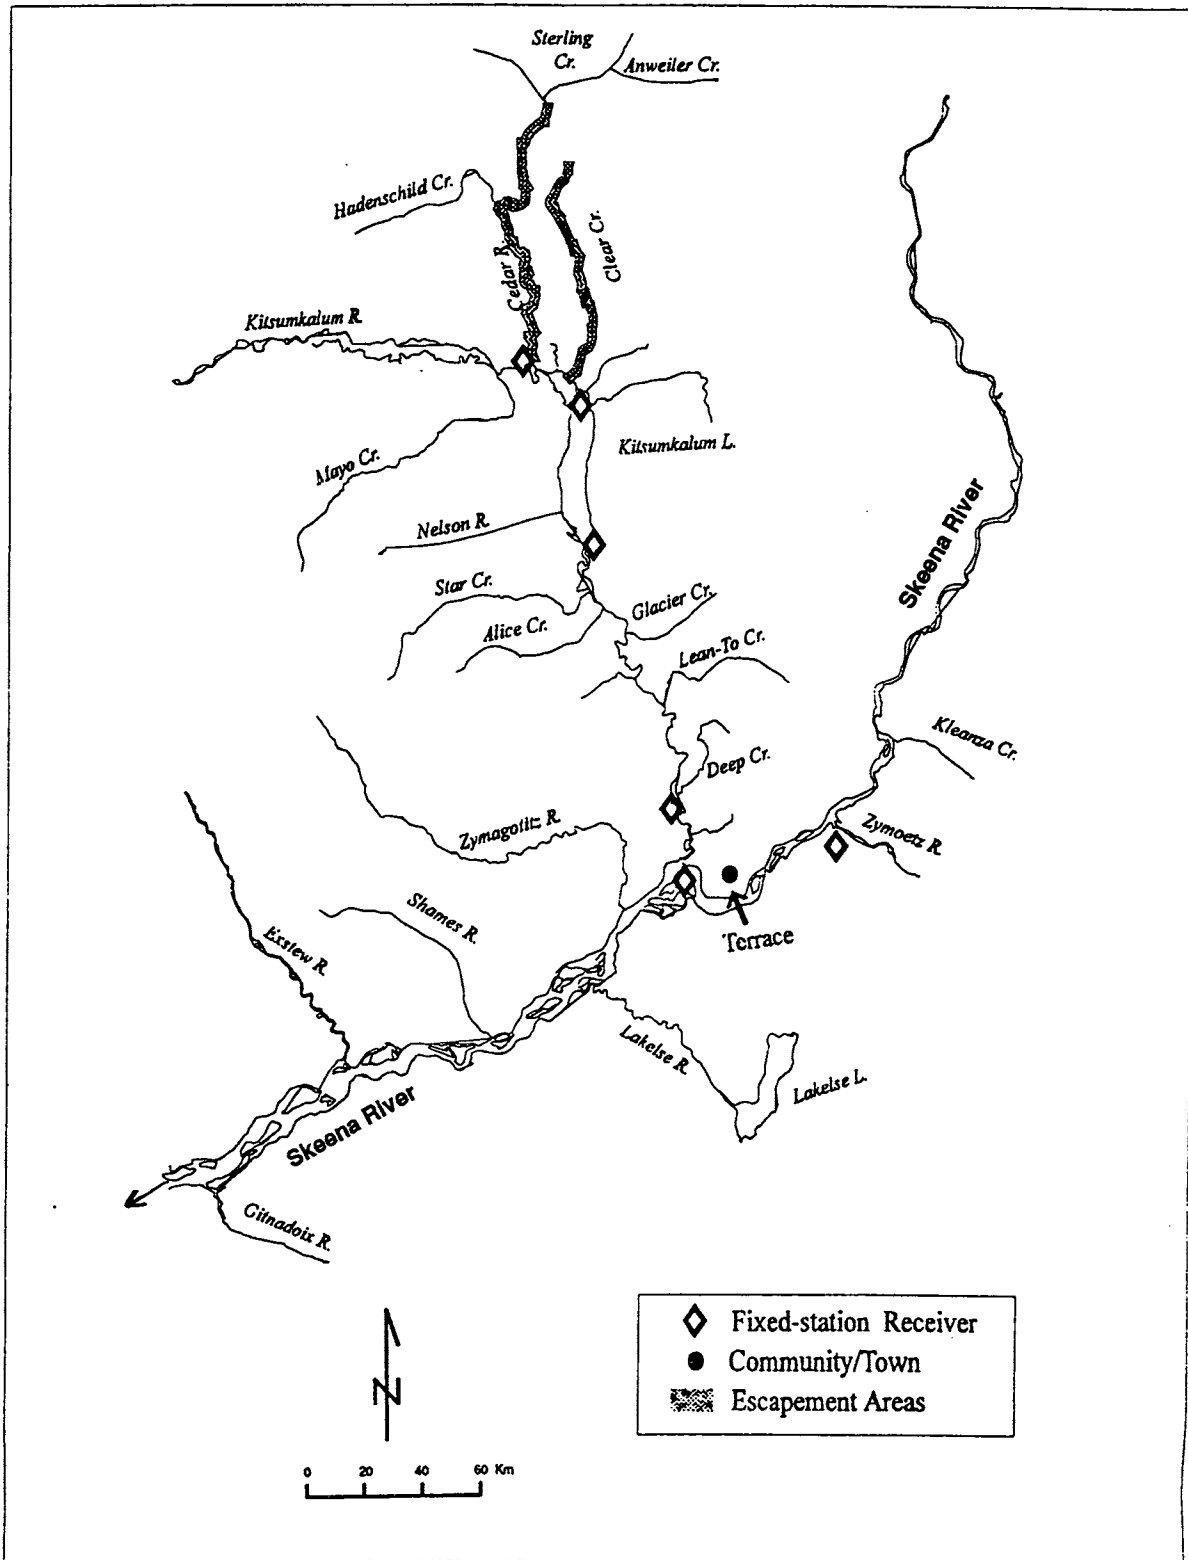 Sterling
Cr.
Anweiler Cr.
Hadenschild Cr.
Clear Cr.
Cedar R.
Kitsumkalum R.
Kitsumkalum L.
Mayo Cr.
Nelson R.
Skeena River
Star Cr.
Glacier Cr.
Alice Cr.
Lean-To Cr.
Kleanza Cr.
Deep Cr.
Zymagotitz R.
Zymoetz R.
Shames R.
Terrace
Exstew R.
Lakelse R.
Lakelse L.
Skeena River
Gitnadoix R.
Fixed-station Receiver
Community/Town
Escapement Areas
N
0 20 40 60 Km